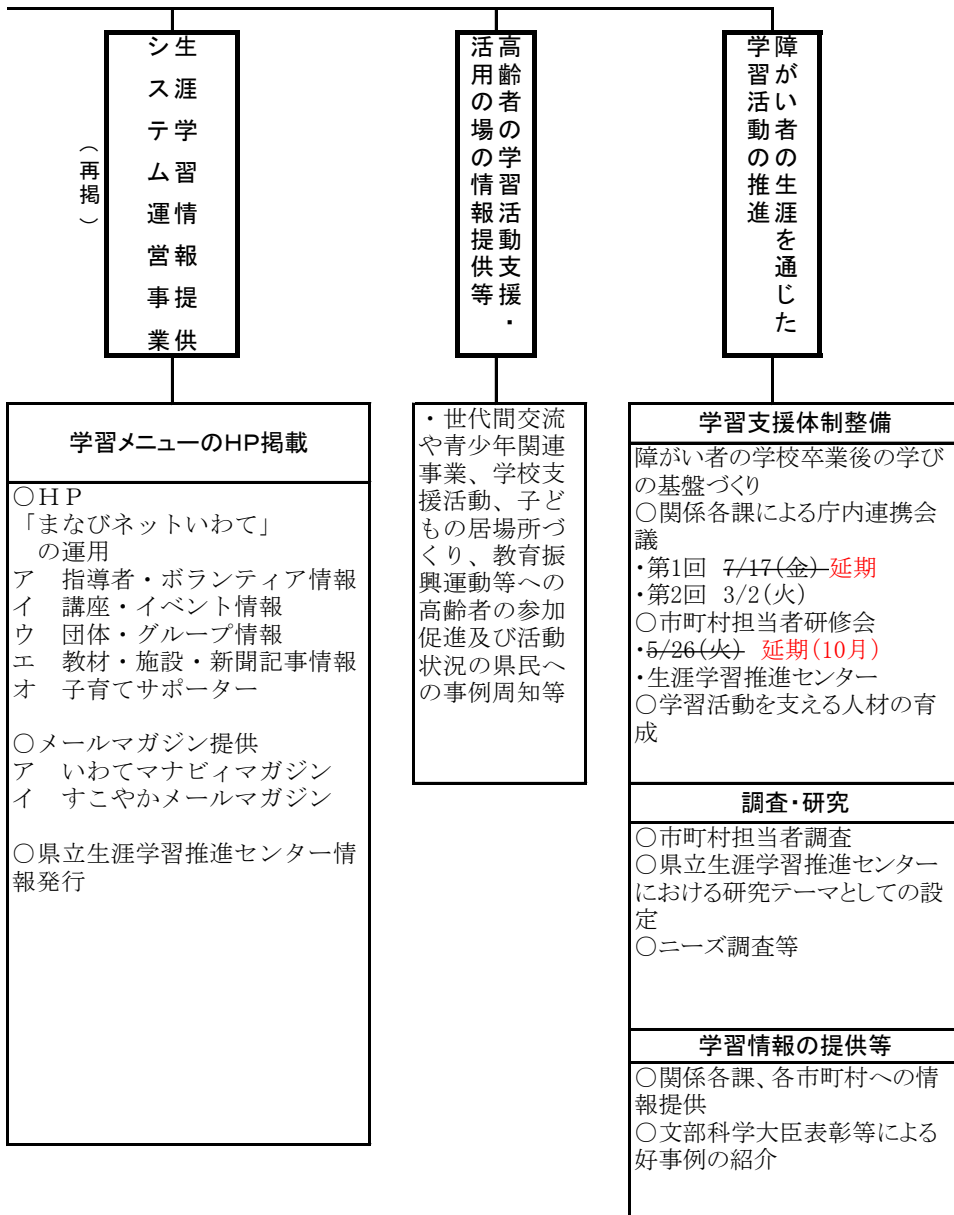 生涯学習情報提供
システム運営事業
（再掲）
高齢者の学習活動支援・
活用の場の情報提供等
障がい者の生涯を通じた
学習活動の推進
学習メニューのHP掲載
○HP
「まなびネットいわて」
の運用
ア　指導者・ボランティア情報
イ　講座・イベント情報
ウ　団体・グループ情報
エ　教材・施設・新聞記事情報
オ　子育てサポーター
○メールマガジン提供
ア　いわてマナビィマガジン
イ　すこやかメールマガジン
○県立生涯学習推進センター情
報発行
・世代間交流
や青少年関連
事業、学校支
援活動、子ど
もの居場所づ
くり、教育振
興運動等への
高齢者の参加
促進及び活動
状況の県民へ
の事例周知等
学習支援体制整備
障がい者の学校卒業後の学び
の基盤づくり
○関係各課による庁内連携会
議
・第1回　7/17(金) 延期
・第2回　3/2(火)
○市町村担当者研修会
・5/26(火)　延期(10月)
・生涯学習推進センター
○学習活動を支える人材の育
成
調査・研究
○市町村担当者調査
○県立生涯学習推進センター
における研究テーマとしての設
定
○ニーズ調査等
学習情報の提供等
○関係各課、各市町村への情
報提供
○文部科学大臣表彰等による
好事例の紹介